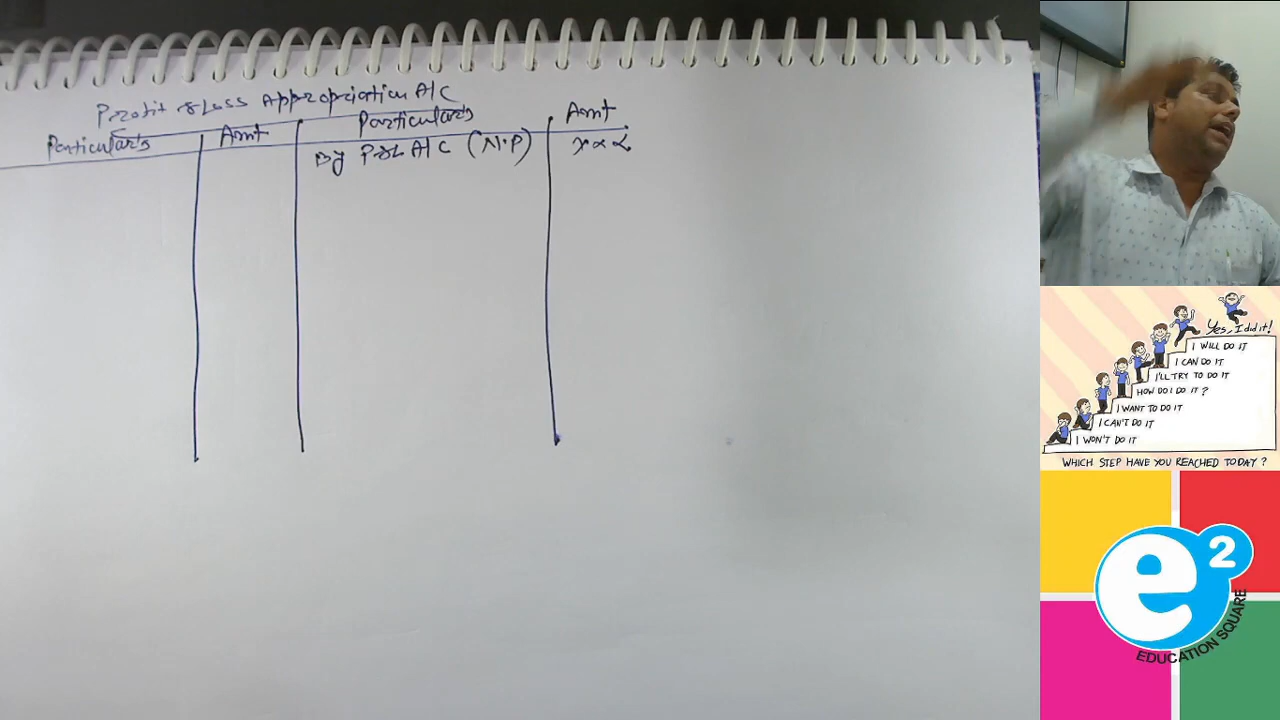 Profit & Loss Appropriation A/C
Particulars Amt Particulars Amt
By P&L A/C (N.P) xxx
Yes, I did it!
I WILL DO IT
I CAN DO IT
I'LL TRY TO DO IT
HOW DO I DO IT?
I WANT TO DO IT
I CAN'T DO IT
I WON'T DO IT
WHICH STEP HAVE YOU REACHED TODAY?
e2
EDUCATION SQUARE